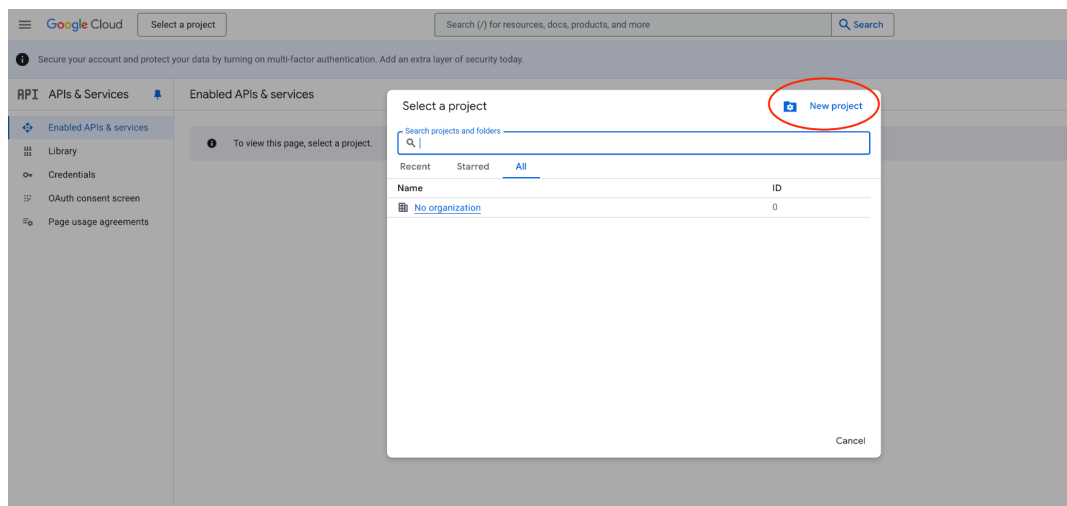 Google Cloud Select a project Search (/) for resources, docs, products, and more Search
Secure your account and protect your data by turning on multi-factor authentication. Add an extra layer of security today.
API APIs & Services
Enabled APIs & services
Library
Credentials
OAuth consent screen
Page usage agreements
Enabled APIs & services
To view this page, select a project.
Select a project New project
Search projects and folders
Recent Starred All
Name ID
No organization 0
Cancel